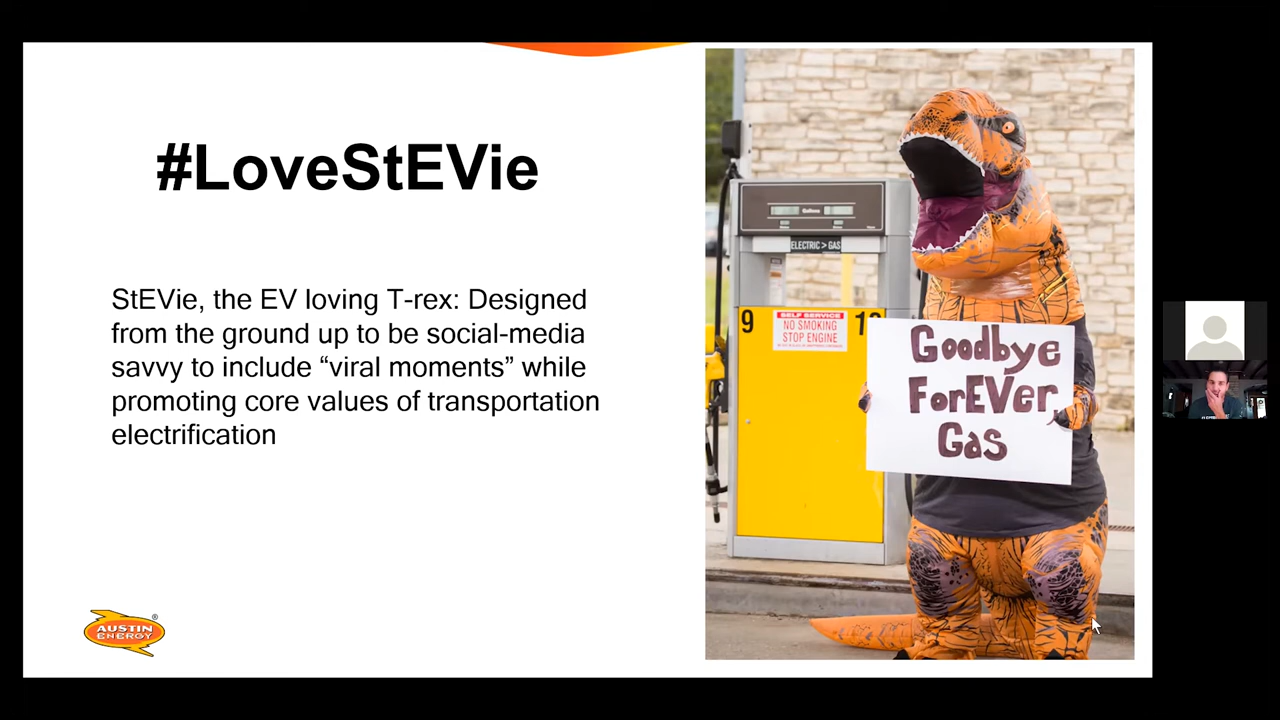 #LoveStEVie
StEVie, the EV loving T-rex: Designed
from the ground up to be social-media
savvy to include “viral moments” while
promoting core values of transportation
electrification
AUSTIN
ENERGY
®
Gallons
ELECTRIC > GAS
9
SELF SERVICE
NO SMOKING
STOP ENGINE
Goodbye
ForEVer,
Gas